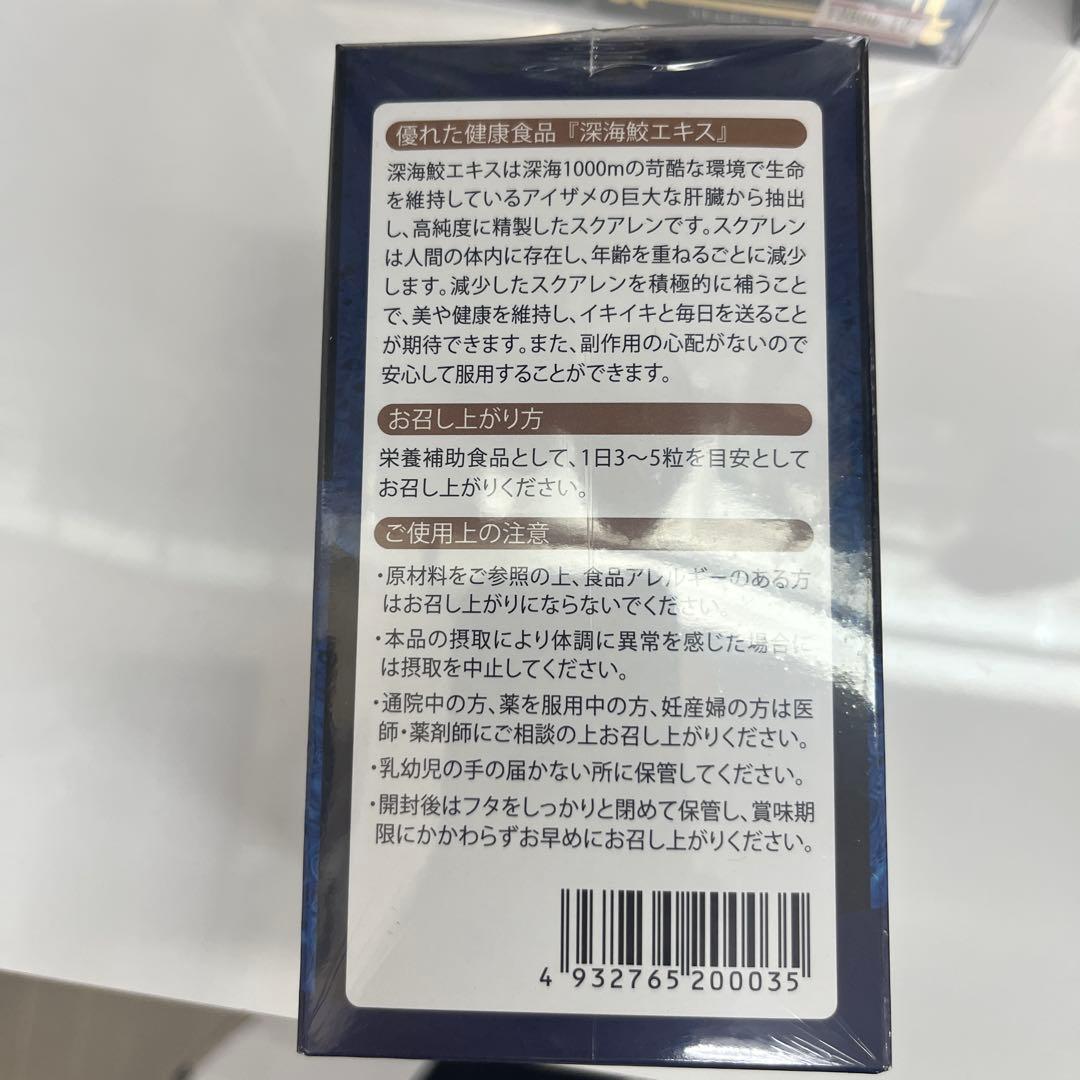 優れた健康食品『深海鮫エキス』
深海鮫エキスは深海1000mの苛酷な環境で生命
を維持しているアイザメの巨大な肝臓から抽出
し、高純度に精製したスクアレンです。スクアレン
は人間の体内に存在し、年齢を重ねるごとに減少
します。減少したスクアレンを積極的に補うこと
で、美や健康を維持し、イキイキと毎日を送ること
が期待できます。また、副作用の心配がないので
安心して服用することができます。
お召し上がり方
栄養補助食品として、1日3～5粒を目安として
お召し上がりください。
ご使用上の注意
・原材料をご参照の上、食品アレルギーのある方
はお召し上がりにならないでください。
・本品の摂取により体調に異常を感じた場合に
は摂取を中止してください。
・通院中の方、薬を服用中の方、妊産婦の方は医
師・薬剤師にご相談の上お召し上がりください。
・乳幼児の手の届かない所に保管してください。
・開封後はフタをしっかりと閉めて保管し、賞味期
限にかかわらずお早めにお召し上がりください。
4 932765 200035